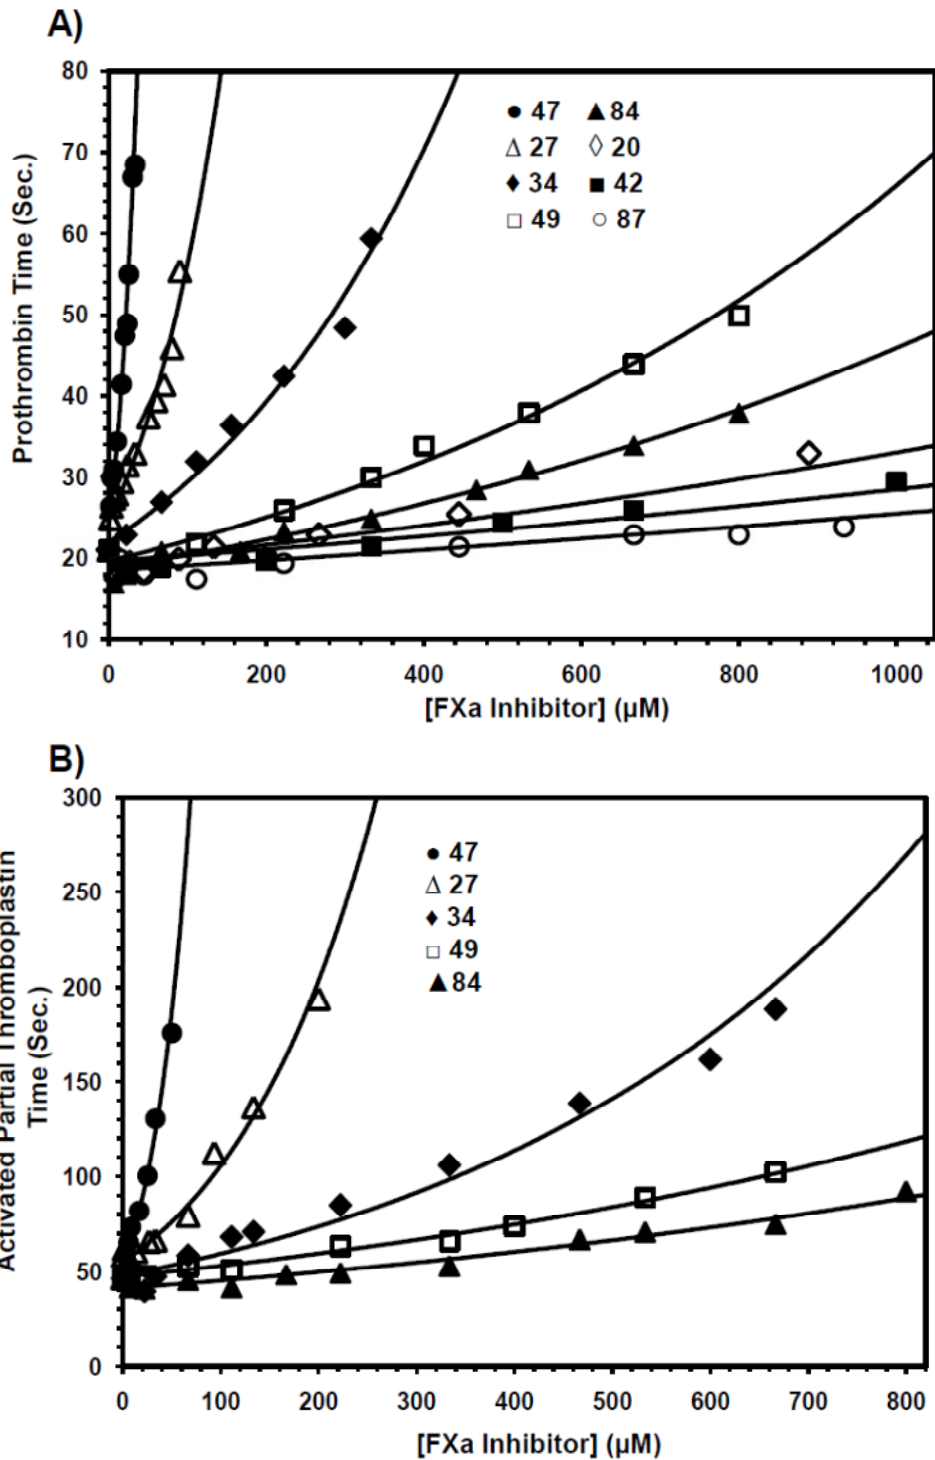 A)
80
70
60
50
40
30
20
10
Prothrombin Time (Sec.)
● 47 ▲ 84
△ 27 ◇ 20
♦ 34 ■ 42
□ 49 ○ 87
0 200 400 600 800 1000
[FXa Inhibitor] (µM)
B)
300
250
200
150
100
50
0
Activated Partial Thromboplastin
Time (Sec.)
● 47
△ 27
♦ 34
□ 49
▲ 84
0 100 200 300 400 500 600 700 800
[FXa Inhibitor] (µM)